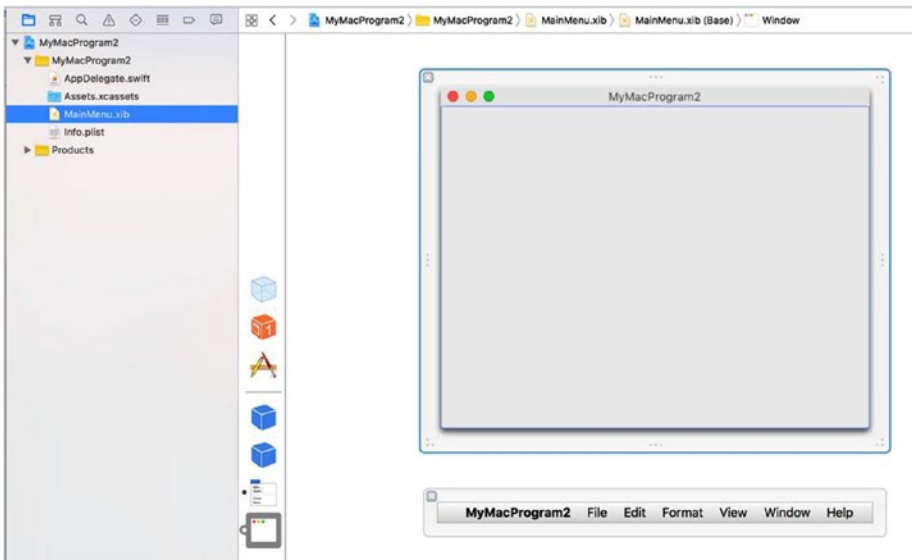 MyMacProgram2 〉 MyMacProgram2 〉 MainMenu.xib 〉 MainMenu.xib (Base) 〉 Window
MyMacProgram2
MyMacProgram2
AppDelegate.swift
Assets.xcassets
MainMenu.xib
Info.plist
Products
MyMacProgram2
MyMacProgram2 File Edit Format View Window Help